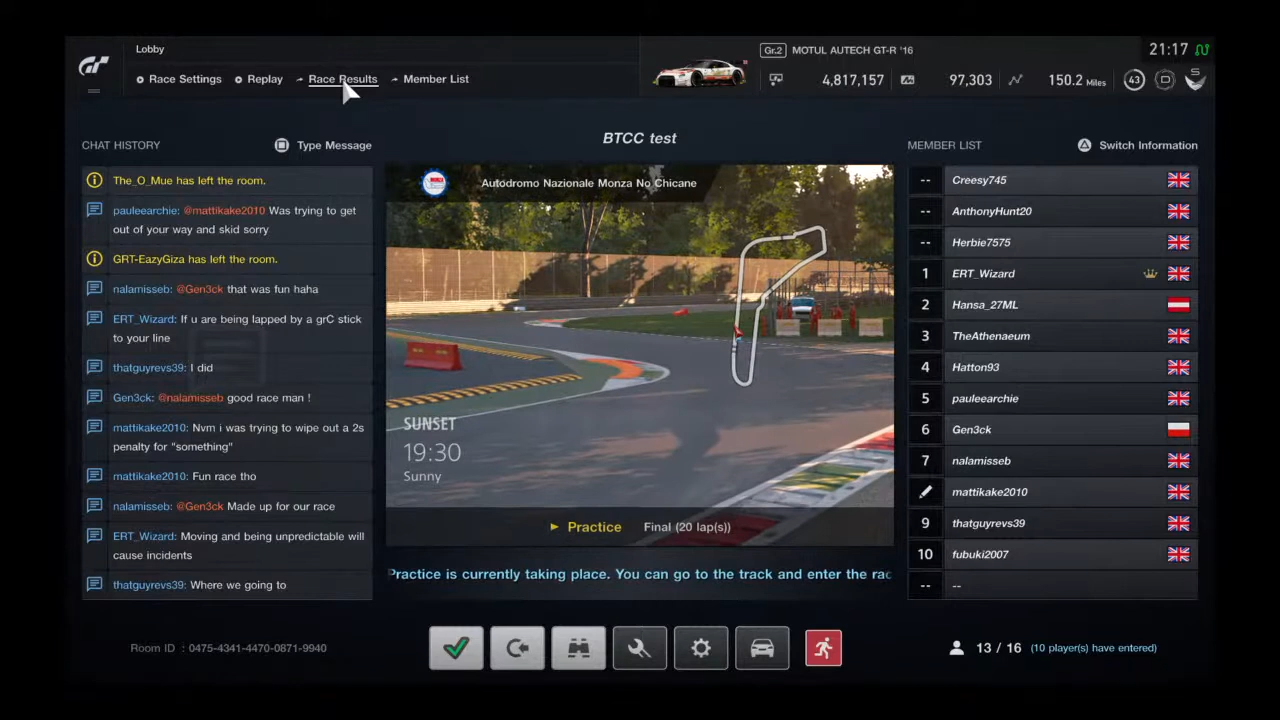 Lobby
Race Settings
Replay
Race Results
Member List
Gr.2 MOTUL AUTECH GT-R '16
21:17
4,817,157
97,303
150.2 Miles
43
D
S
CHAT HISTORY
Type Message
The_O_Mue has left the room.
pauleearchie: @mattikake2010 Was trying to get
out of your way and skid sorry
GRT-EazyGiza has left the room.
nalamisseb: @Gen3ck that was fun haha
ERT_Wizard: If u are being lapped by a grC stick
to your line
thatguyrevs39: I did
Gen3ck: @nalamisseb good race man !
mattikake2010: Nvm i was trying to wipe out a 2s
penalty for "something"
mattikake2010: Fun race tho
nalamisseb: @Gen3ck Made up for our race
ERT_Wizard: Moving and being unpredictable will
cause incidents
thatguyrevs39: Where we going to
BTCC test
Autodromo Nazionale Monza No Chicane
SUNSET
19:30
Sunny
Practice
Final (20 lap(s))
Practice is currently taking place. You can go to the track and enter the rac
MEMBER LIST
Switch Information
-- Creesy745
-- AnthonyHunt20
-- Herbie7575
1 ERT_Wizard
2 Hansa_27ML
3 TheAthenaeum
4 Hatton93
5 pauleearchie
6 Gen3ck
7 nalamisseb
mattikake2010
9 thatguyrevs39
10 fubuki2007
-- --
Room ID : 0475-4341-4470-0871-9940
13 / 16 (10 player(s) have entered)